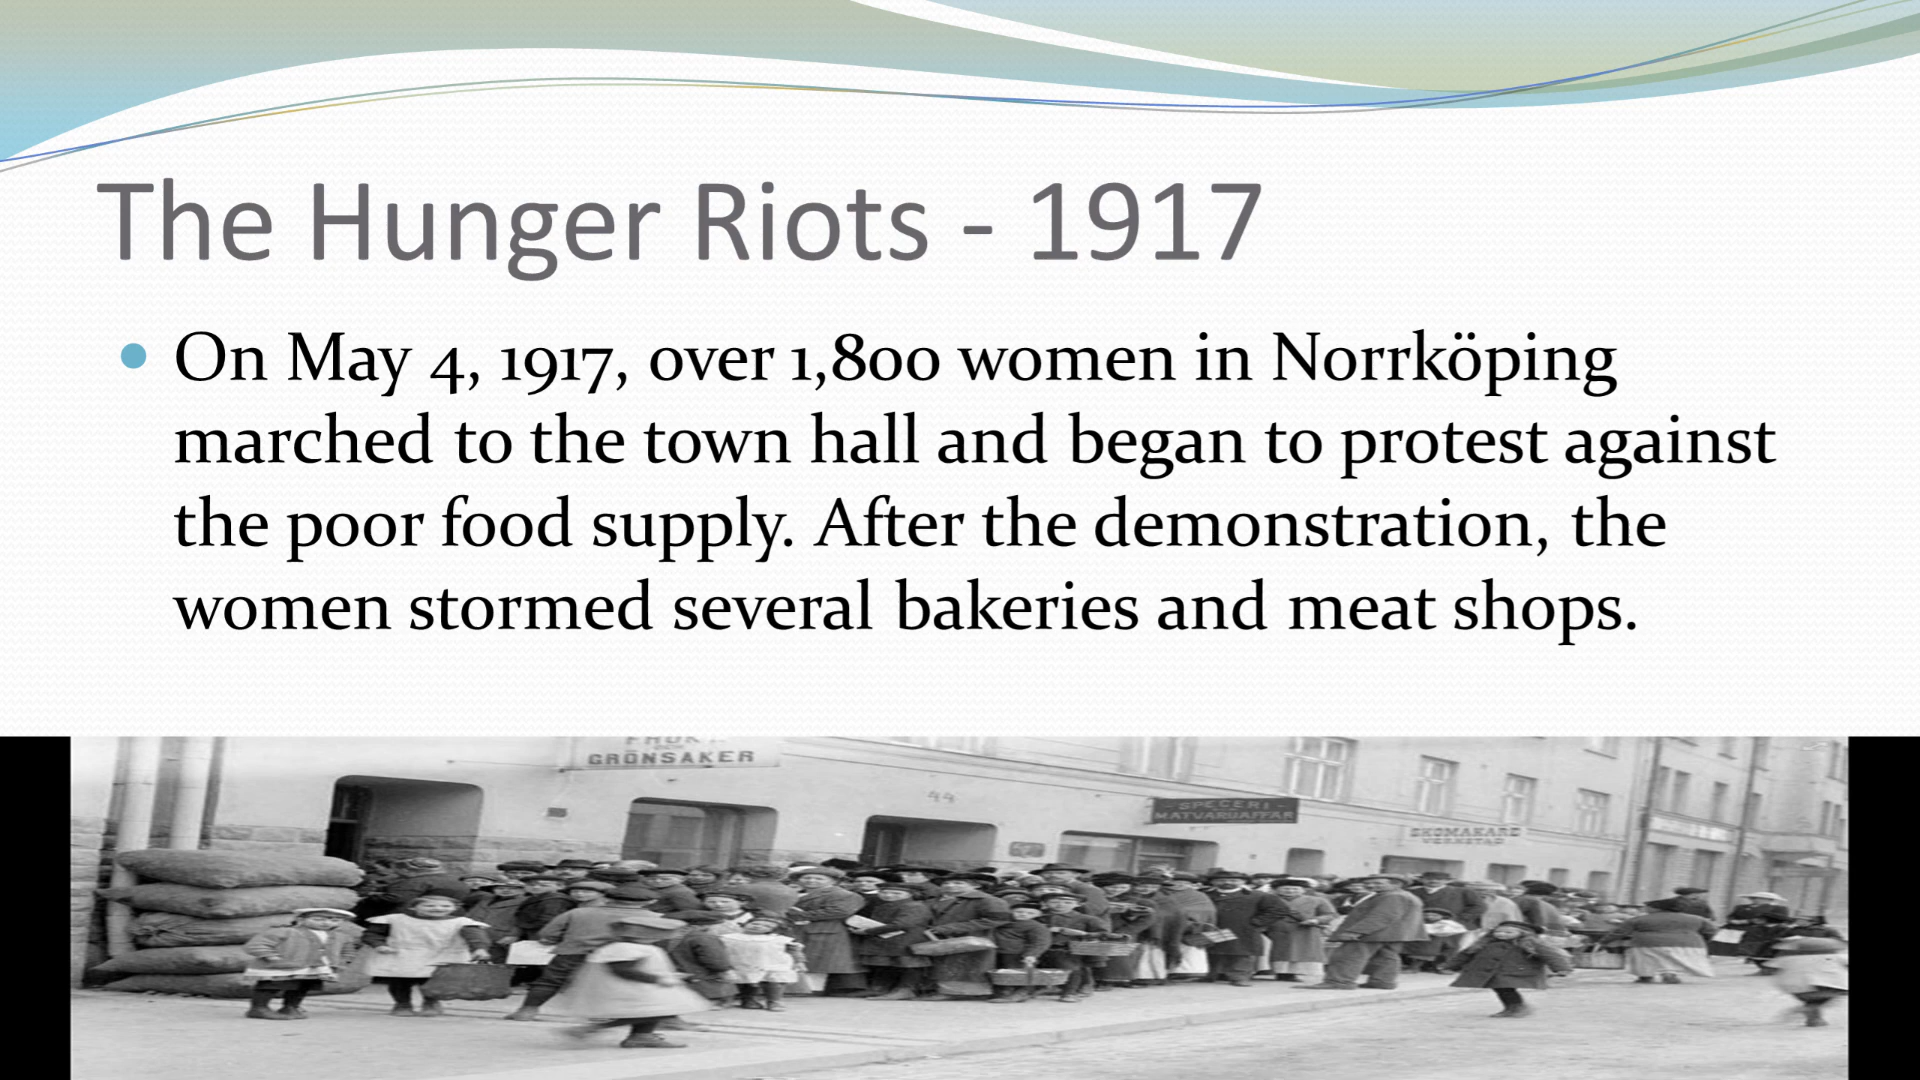 The Hunger Riots - 1917
On May 4, 1917, over 1,800 women in Norrköping
marched to the town hall and began to protest against
the poor food supply. After the demonstration, the
women stormed several bakeries and meat shops.
GRÖNSAKER
44
SPECERI -
MATVARUAFFÄR
SKOMAKARE
VERKSTAD